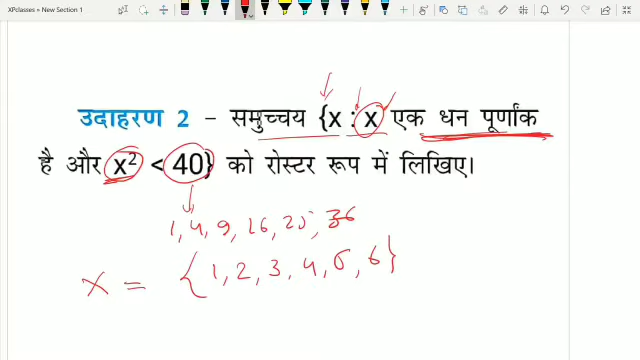 XPclasses » New Section 1
उदाहरण 2 - समुच्चय {x : x एक धन पूर्णांक
है और x² < 40} को रोस्टर रूप में लिखिए।
1, 4, 9, 16, 25, 36
X = {1, 2, 3, 4, 5, 6}